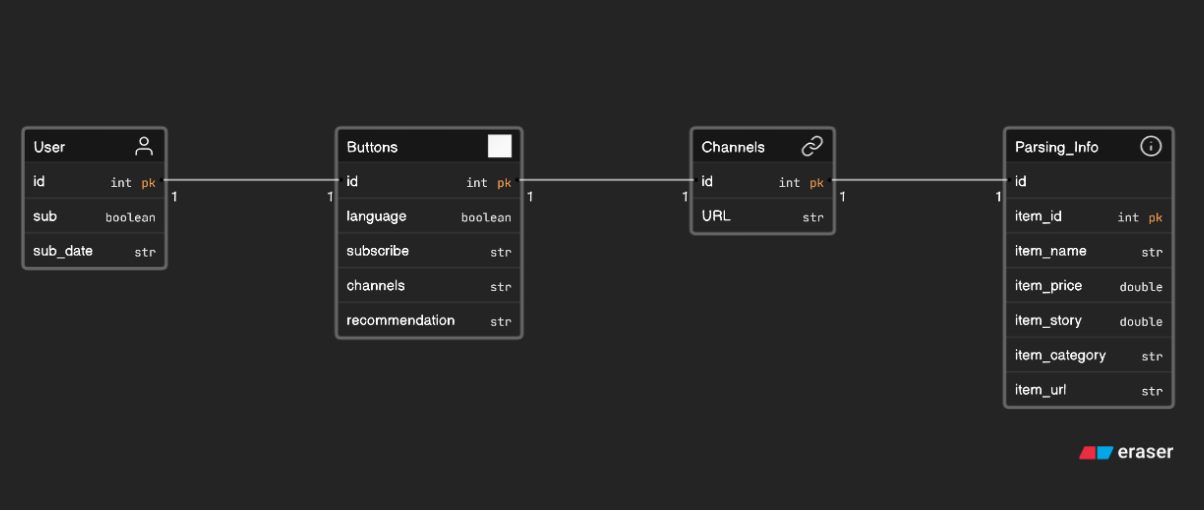 User
id int pk
sub boolean
sub_date str
1
1
Buttons
id int pk
language boolean
subscribe str
channels str
recommendation str
1
1
Channels
id int pk
URL str
1
1
Parsing_Info
id
item_id int pk
item_name str
item_price double
item_story double
item_category str
item_url str
eraser